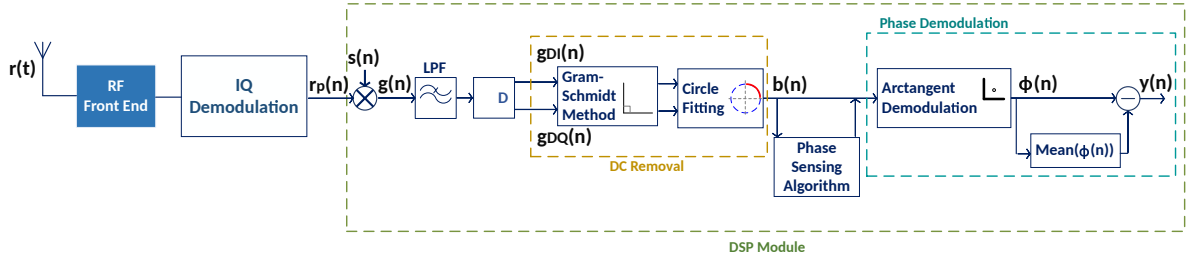 Phase Demodulation
r(t)
RF
Front End
IQ
Demodulation
rp(n)
s(n)
g(n)
LPF
D
gDI(n)
gDQ(n)
Gram-
Schmidt
Method
Circle
Fitting
DC Removal
b(n)
Phase
Sensing
Algorithm
Arctangent
Demodulation
ϕ(n)
Mean(ϕ(n))
y(n)
DSP Module